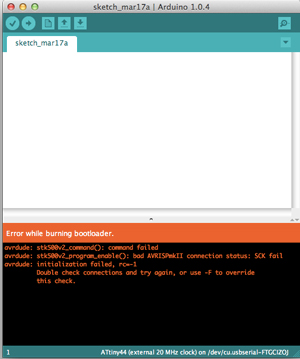 sketch_mar17a | Arduino 1.0.4
sketch_mar17a
Error while burning bootloader.
avrdude: stk500v2_command(): command failed
avrdude: stk500v2_program_enable(): bad AVRISPmkII connection status: SCK fail
avrdude: initialization failed, rc=-1
Double check connections and try again, or use -F to override
this check.
1
ATtiny44 (external 20 MHz clock) on /dev/cu.usbserial-FTGCIZOJ